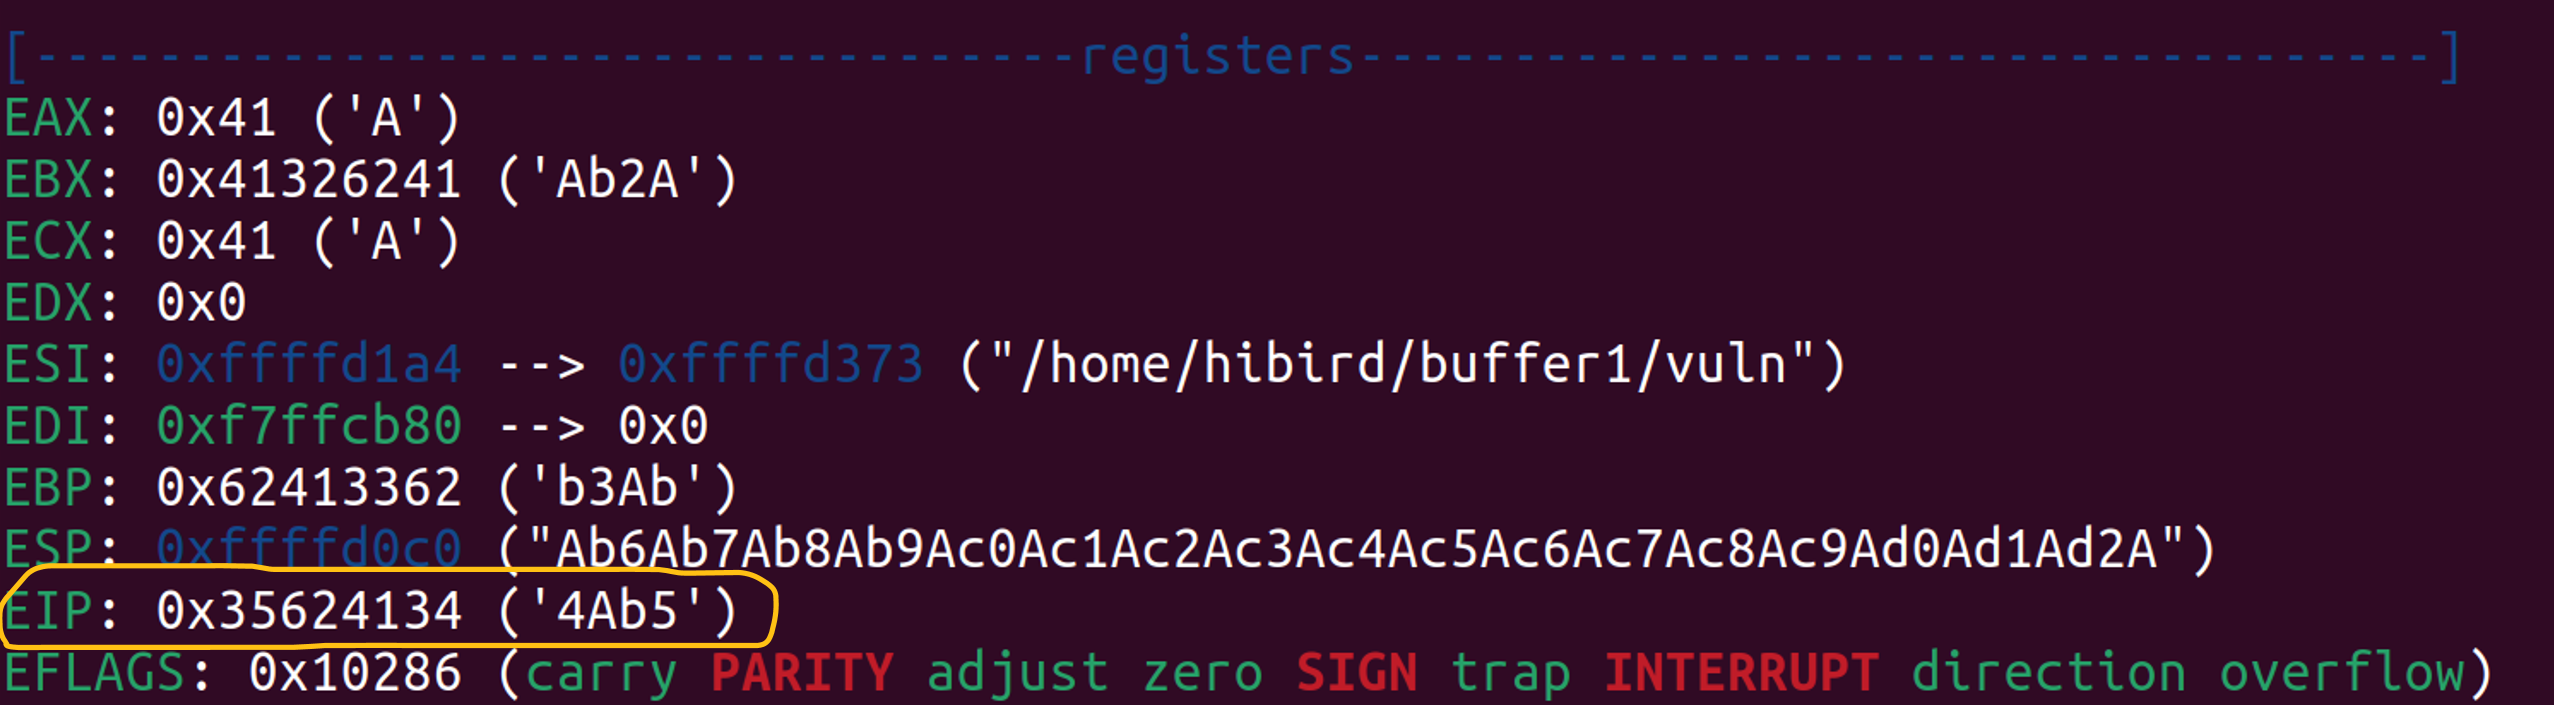 [----------------------------------registers-----------------------------------]
EAX: 0x41 ('A')
EBX: 0x41326241 ('Ab2A')
ECX: 0x41 ('A')
EDX: 0x0
ESI: 0xffffd1a4 --> 0xffffd373 ("/home/hibird/buffer1/vuln")
EDI: 0xf7ffcb80 --> 0x0
EBP: 0x62413362 ('b3Ab')
ESP: 0xffffd0c0 ("Ab6Ab7Ab8Ab9Ac0Ac1Ac2Ac3Ac4Ac5Ac6Ac7Ac8Ac9Ad0Ad1Ad2A")
EIP: 0x35624134 ('4Ab5')
EFLAGS: 0x10286 (carry PARITY adjust zero SIGN trap INTERRUPT direction overflow)